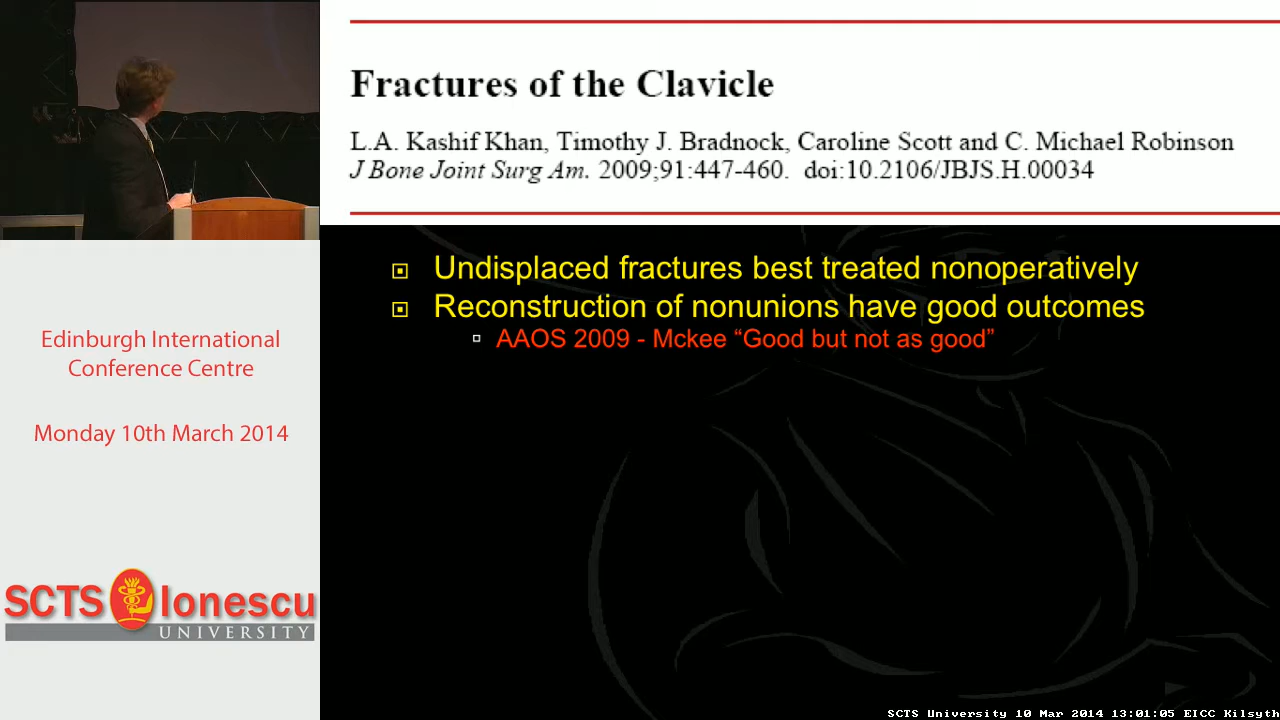 Fractures of the Clavicle
L.A. Kashif Khan, Timothy J. Bradnock, Caroline Scott and C. Michael Robinson
J Bone Joint Surg Am. 2009;91:447-460. doi:10.2106/JBJS.H.00034
Undisplaced fractures best treated nonoperatively
Reconstruction of nonunions have good outcomes
AAOS 2009 - Mckee “Good but not as good”
Edinburgh International
Conference Centre
Monday 10th March 2014
SCTS Ionescu
UNIVERSITY
SCTS University 10 Mar 2014 13:01:05 EICC Kilsyth